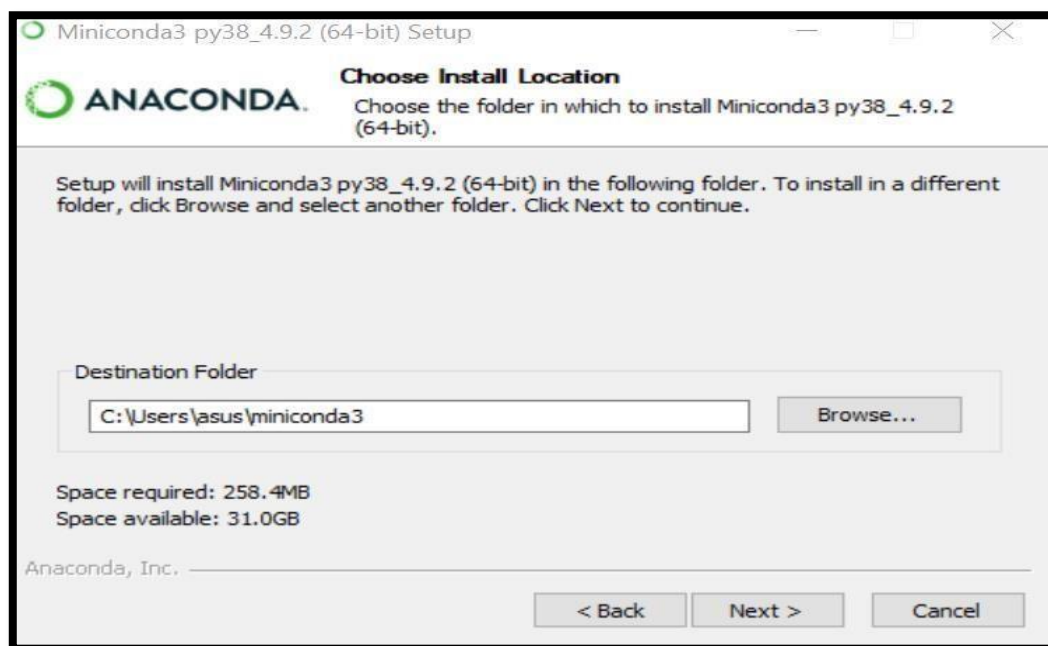 Miniconda3 py38_4.9.2 (64-bit) Setup
ANACONDA.
Choose Install Location
Choose the folder in which to install Miniconda3 py38_4.9.2
(64-bit).
Setup will install Miniconda3 py38_4.9.2 (64-bit) in the following folder. To install in a different
folder, click Browse and select another folder. Click Next to continue.
Destination Folder
C:\Users\asus\miniconda3
Browse...
Space required: 258.4MB
Space available: 31.0GB
Anaconda, Inc.
< Back
Next >
Cancel